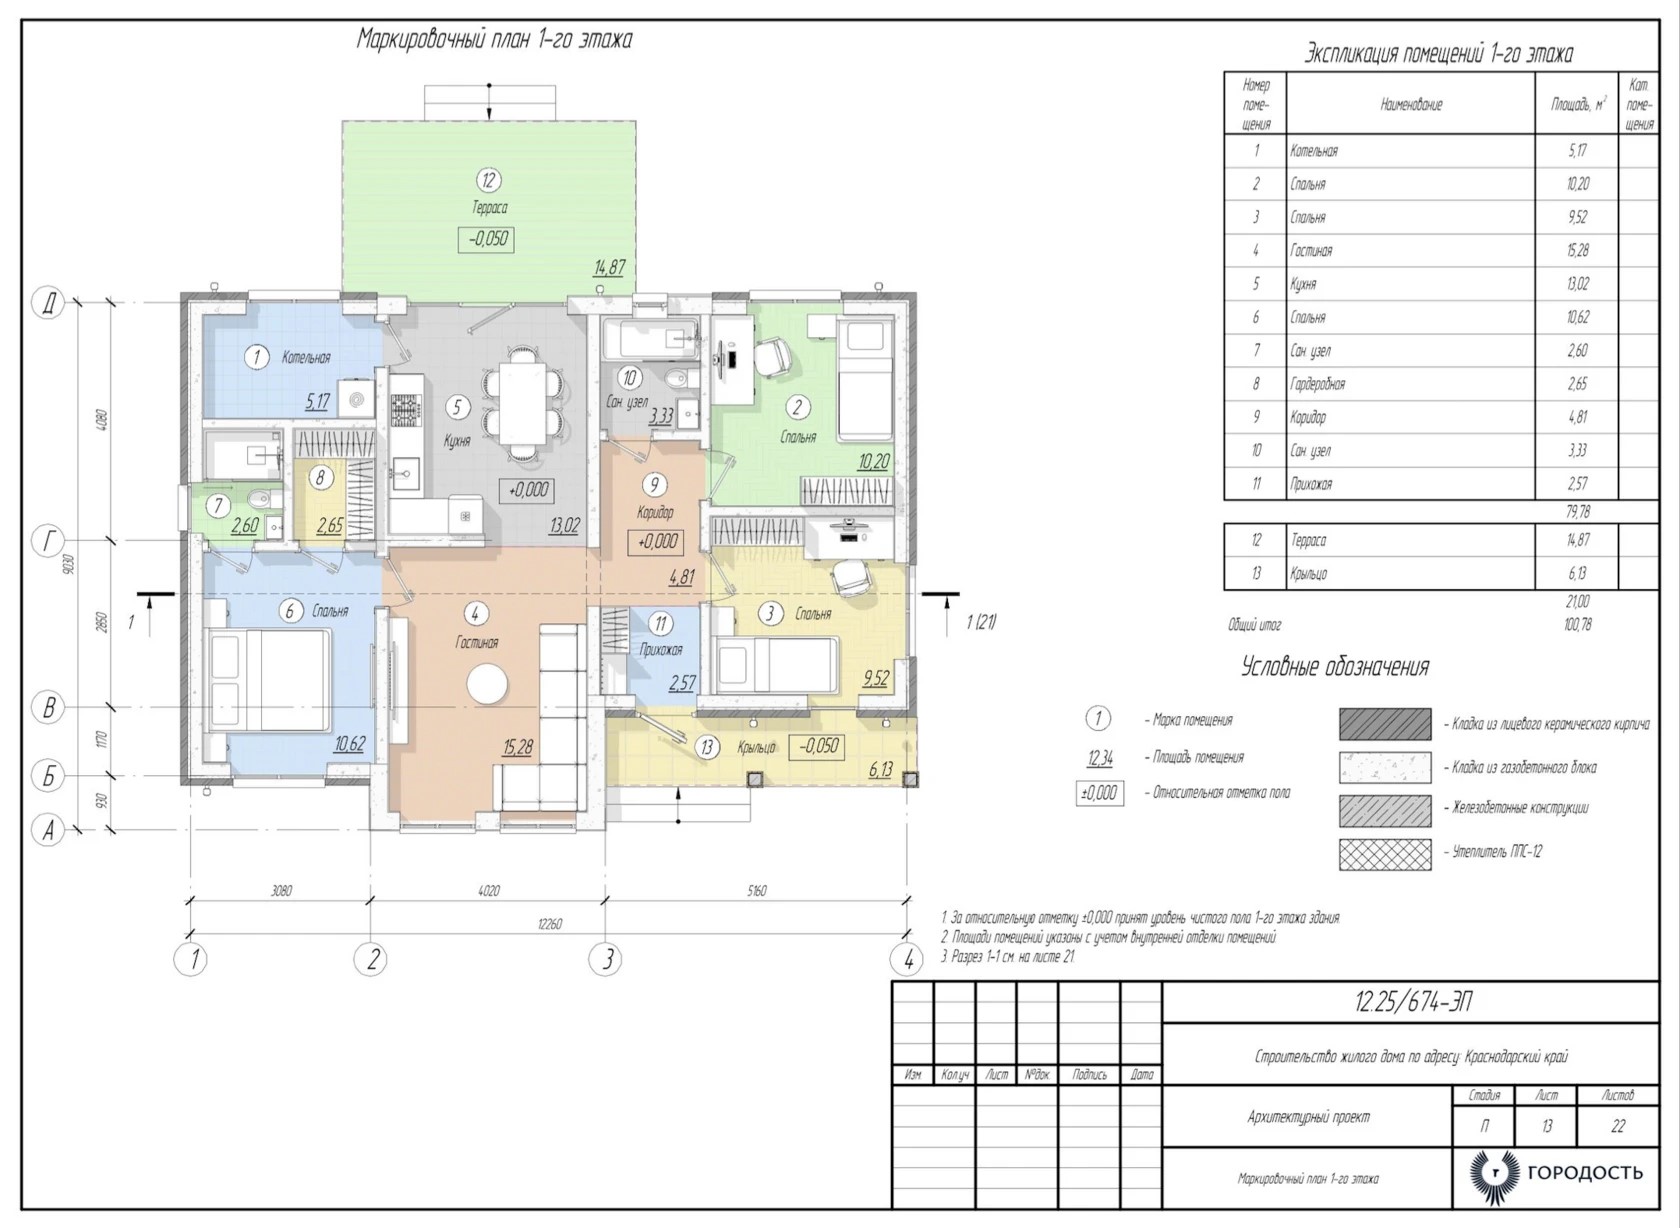 Маркировочный план 1-го этажа
12
Терраса
-0,050
14,87
1
Котельная
5,17
5
Кухня
+0,000
13,02
10
Сан. узел
3,33
2
Спальня
10,20
7
2,60
8
2,65
9
Коридор
+0,000
4,81
6
Спальня
10,62
4
Гостиная
15,28
11
Прихожая
2,57
3
Спальня
9,52
13
Крыльцо
-0,050
6,13
Д
Г
В
Б
А
4080
2850
1170
930
9030
1
1 (21)
3080
4020
5160
12260
1
2
3
4
Экспликация помещений 1-го этажа
Номер поме-щения Наименование Площадь, м² Кат. поме-щения
1 Котельная 5,17
2 Спальня 10,20
3 Спальня 9,52
4 Гостиная 15,28
5 Кухня 13,02
6 Спальня 10,62
7 Сан. узел 2,60
8 Гардеробная 2,65
9 Коридор 4,81
10 Сан. узел 3,33
11 Прихожая 2,57
79,78
12 Терраса 14,87
13 Крыльцо 6,13
21,00
Общий итог 100,78
Условные обозначения
1 - Марка помещения
12,34 - Площадь помещения
±0,000 - Относительная отметка пола
- Кладка из лицевого керамического кирпича
- Кладка из газобетонного блока
- Железобетонные конструкции
- Утеплитель ППС-12
1. За относительную отметку ±0,000 принят уровень чистого пола 1-го этажа здания.
2. Площади помещений указаны с учетом внутренней отделки помещений.
3. Разрез 1-1 см. на листе 21.
12.25/674-ЭП
Строительство жилого дома по адресу: Краснодарский край
Изм. Кол.уч Лист №док. Подпись Дата
Архитектурный проект
Стадия Лист Листов
П 13 22
Маркировочный план 1-го этажа
Г
ГОРОДОСТЬ